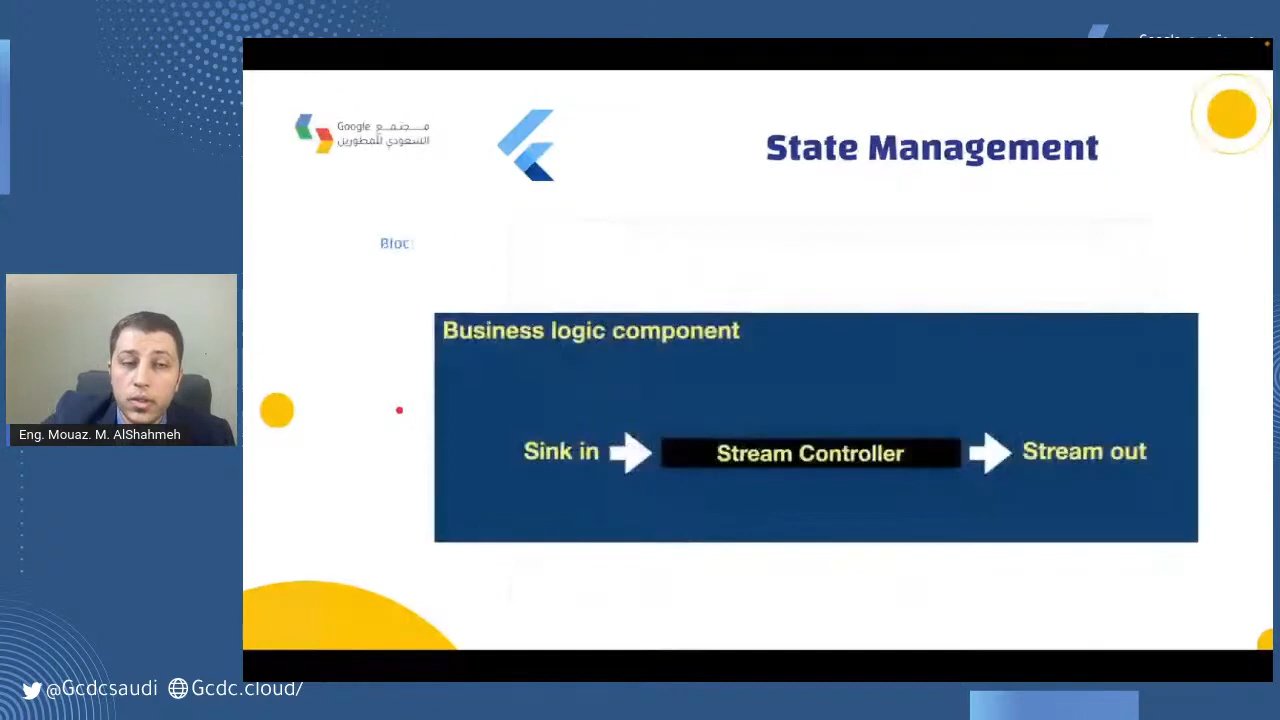 Google مجتمع
السعودي للمطورين
State Management
Bloc
Business logic component
Sink in
Stream Controller
Stream out
Eng. Mouaz. M. AlShahmeh
@Gcdcsaudi
Gcdc.cloud/